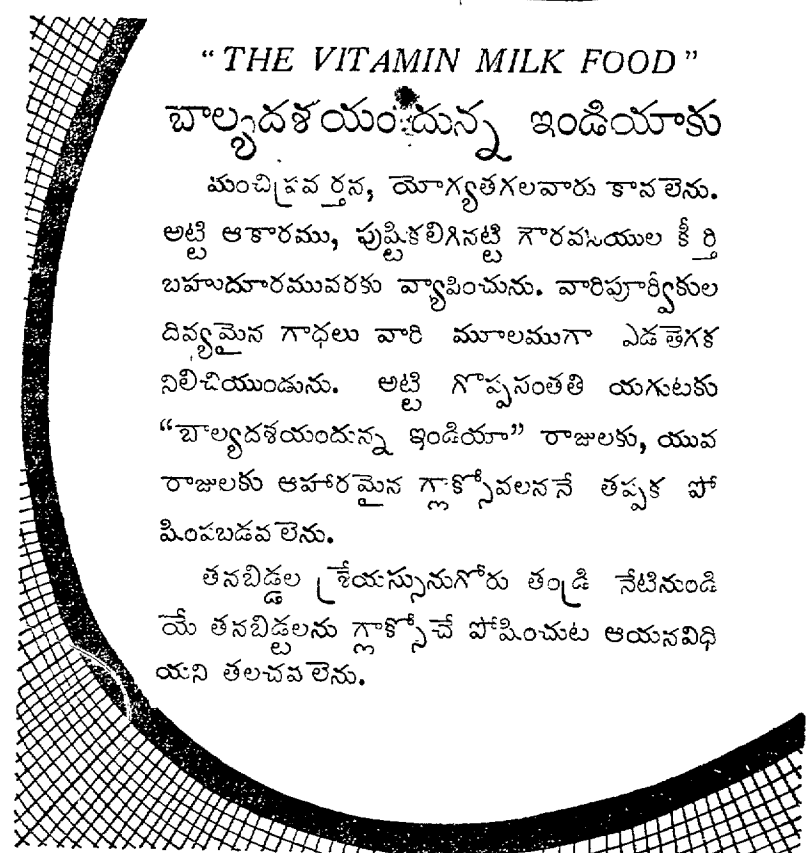 “THE VITAMIN MILK FOOD”
బాల్యదశయందున్న ఇండియాకు
మంచిప్రవర్తన, యోగ్యతగలవారు కావలెను.
అట్టి ఆకారము, పుష్టికలిగినట్టి గౌరవనీయుల కీర్తి
బహుదూరమువరకు వ్యాపించును. వారిపూర్వీకుల
దివ్యమైన గాధలు వారి మూలముగా ఎడతెగక
నిలిచియుండును. అట్టి గొప్పసంతతి యగుటకు
“బాల్యదశయందున్న ఇండియా” రాజులకు, యువ
రాజులకు ఆహారమైన గ్లాక్సోవలననే తప్పక పో
షింపబడవలెను.
తనబిడ్డల శ్రేయస్సునుగోరు తండ్రి నేటినుండి
యే తనబిడ్డలను గ్లాక్సోచే పోషించుట ఆయనవిధి
యని తలచవలెను.